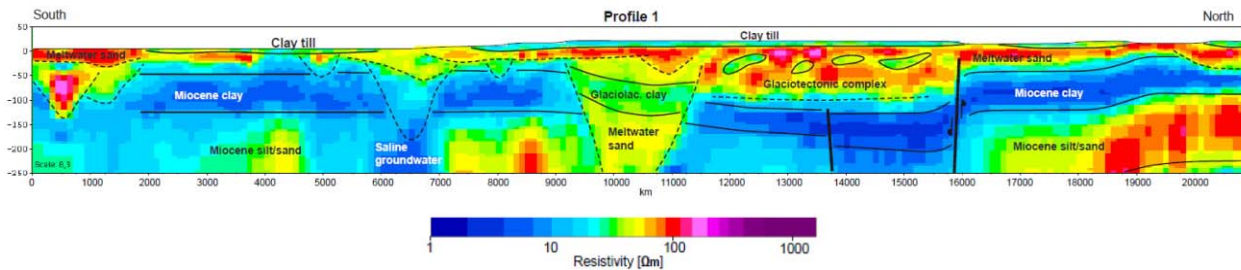 South Profile 1 North
50
0
-50
-100
-150
-200
-250
Meltwater sand
Clay till
Clay till
Meltwater sand
Miocene clay
Glaciolac. clay
Glaciotectonic complex
Miocene clay
Meltwater
sand
Miocene silt/sand
Saline
groundwater
Miocene silt/sand
0 1000 2000 3000 4000 5000 6000 7000 8000 9000 10000 11000 12000 13000 14000 15000 16000 17000 18000 19000 20000
km
1 10 100 1000
Resistivity [Ωm]